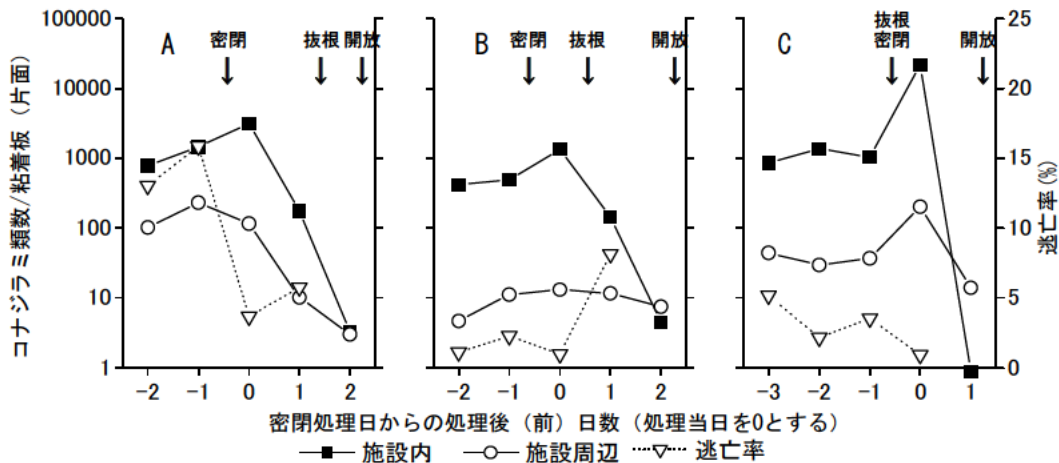 コナジラミ類数/粘着板（片面）
100000
10000
1000
100
10
1
A
密閉
抜根
開放
-2
-1
0
1
2
B
密閉
抜根
開放
-2
-1
0
1
2
C
抜根
密閉
開放
-3
-2
-1
0
1
25
20
15
10
5
0
逃亡率(%)
密閉処理日からの処理後（前）日数（処理当日を0とする）
施設内 施設周辺 逃亡率